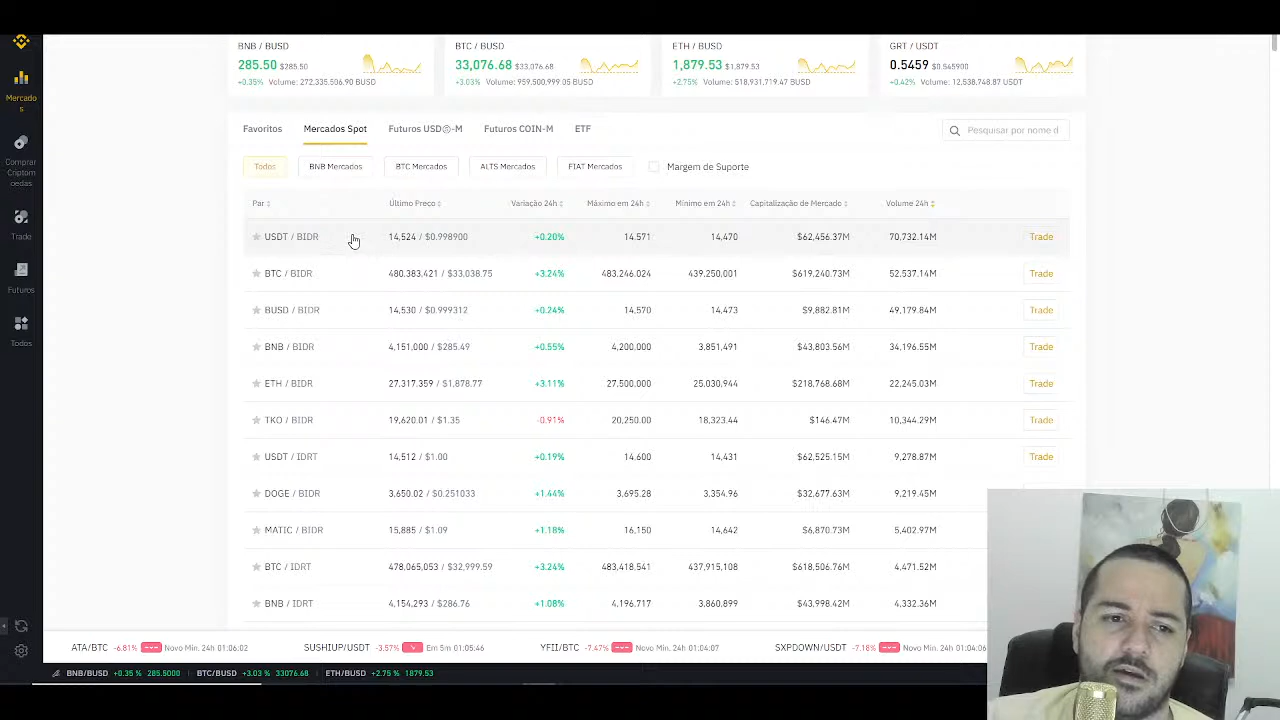 BNB / BUSD
285.50 $285.50
+0.35% Volume: 272,335,596.90 BUSD
BTC / BUSD
33,076.68 $33,076.68
+3.03% Volume: 959,500,999.05 BUSD
ETH / BUSD
1,879.53 $1,879.53
+2.75% Volume: $18,931,719.47 BUSD
GRT / USDT
0.5459 $0.545900
+0.42% Volume: 12,538,748.87 USDT
Mercado
s
Comprar
Criptom
oedas
Trade
Futuros
Todos
Favoritos Mercados Spot Futuros USDⓈ-M Futuros COIN-M ETF Pesquisar por nome d
Todos BNB Mercados BTC Mercados ALTS Mercados FIAT Mercados Margem de Suporte
Par Último Preço Variação 24h Máximo em 24h Mínimo em 24h Capitalização de Mercado Volume 24h
USDT / BIDR 14,524 / $0.998900 +0.20% 14,571 14,470 $62,456.37M 70,732.14M Trade
BTC / BIDR 480,383,421 / $33,038.75 +3.24% 483,246,024 439,250,001 $619,240.73M 52,537.14M Trade
BUSD / BIDR 14,530 / $0.999312 +0.24% 14,570 14,473 $9,882.81M 49,179.84M Trade
BNB / BIDR 4,151,000 / $285.49 +0.55% 4,200,000 3,851,491 $43,803.56M 34,196.55M Trade
ETH / BIDR 27,317,359 / $1,878.77 +3.11% 27,500,000 25,030,944 $218,768.68M 22,245.03M Trade
TKO / BIDR 19,620.01 / $1.35 -0.91% 20,250.00 18,323.44 $146.47M 10,344.29M Trade
USDT / IDRT 14,512 / $1.00 +0.19% 14,600 14,431 $62,525.15M 9,278.87M Trade
DOGE / BIDR 3,650.02 / $0.251033 +1.44% 3,695.28 3,354.96 $32,677.63M 9,219.45M
MATIC / BIDR 15,885 / $1.09 +1.18% 16,150 14,642 $6,870.73M 5,402.97M
BTC / IDRT 478,065,053 / $32,999.59 +3.24% 483,418,541 437,915,108 $618,506.76M 4,471.52M
BNB / IDRT 4,154,293 / $286.76 +1.08% 4,196,717 3,860,899 $43,998.42M 4,332.36M
ATA/BTC -6.81% Novo Mín. 24h 01:06:02 SUSHIUP/USDT -3.57% Em 5m 01:05:46 YFII/BTC -7.47% Novo Mín. 24h 01:04:07 SXPDOWN/USDT -7.18% Novo Mín. 24h 01:04:06
BNB/BUSD +0.35 % 285.5000 BTC/BUSD +3.03 % 33076.68 ETH/BUSD +2.75 % 1879.53